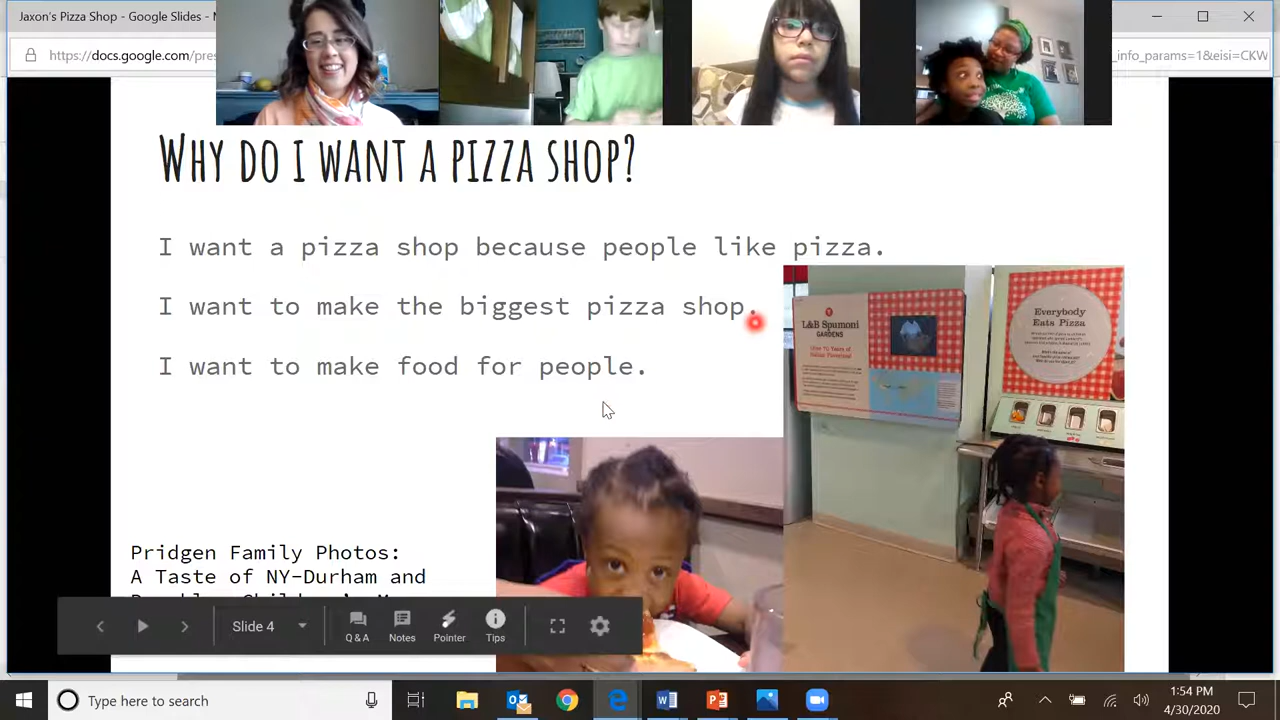 Jaxon's Pizza Shop - Google Slides -
https://docs.google.com/pres
_info_params=1&eisi=CKW
WHY DO I WANT A PIZZA SHOP?
I want a pizza shop because people like pizza.
I want to make the biggest pizza shop.
I want to make food for people.
L&B Spumoni
GARDENS
Everybody
Eats Pizza
Pridgen Family Photos:
A Taste of NY-Durham and
Slide 4
Q&A
Notes
Pointer
Tips
Type here to search
1:54 PM
4/30/2020